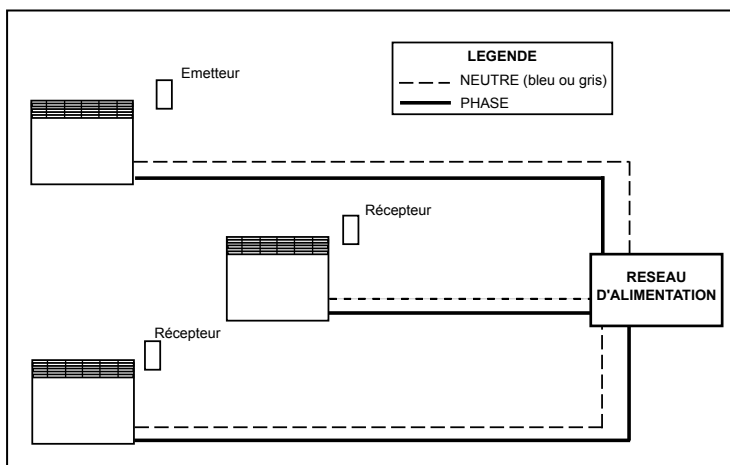 Emetteur
LEGENDE
NEUTRE (bleu ou gris)
PHASE
Récepteur
RESEAU
D'ALIMENTATION
Récepteur